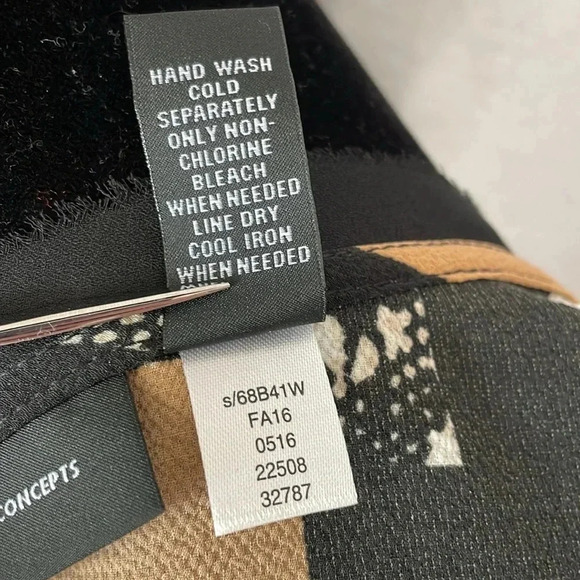 HAND WASH
COLD
SEPARATELY
ONLY NON-
CHLORINE
BLEACH
WHEN NEEDED
LINE DRY
COOL IRON
WHEN NEEDED
s/68B41W
FA16
0516
22508
32787
CONCEPTS